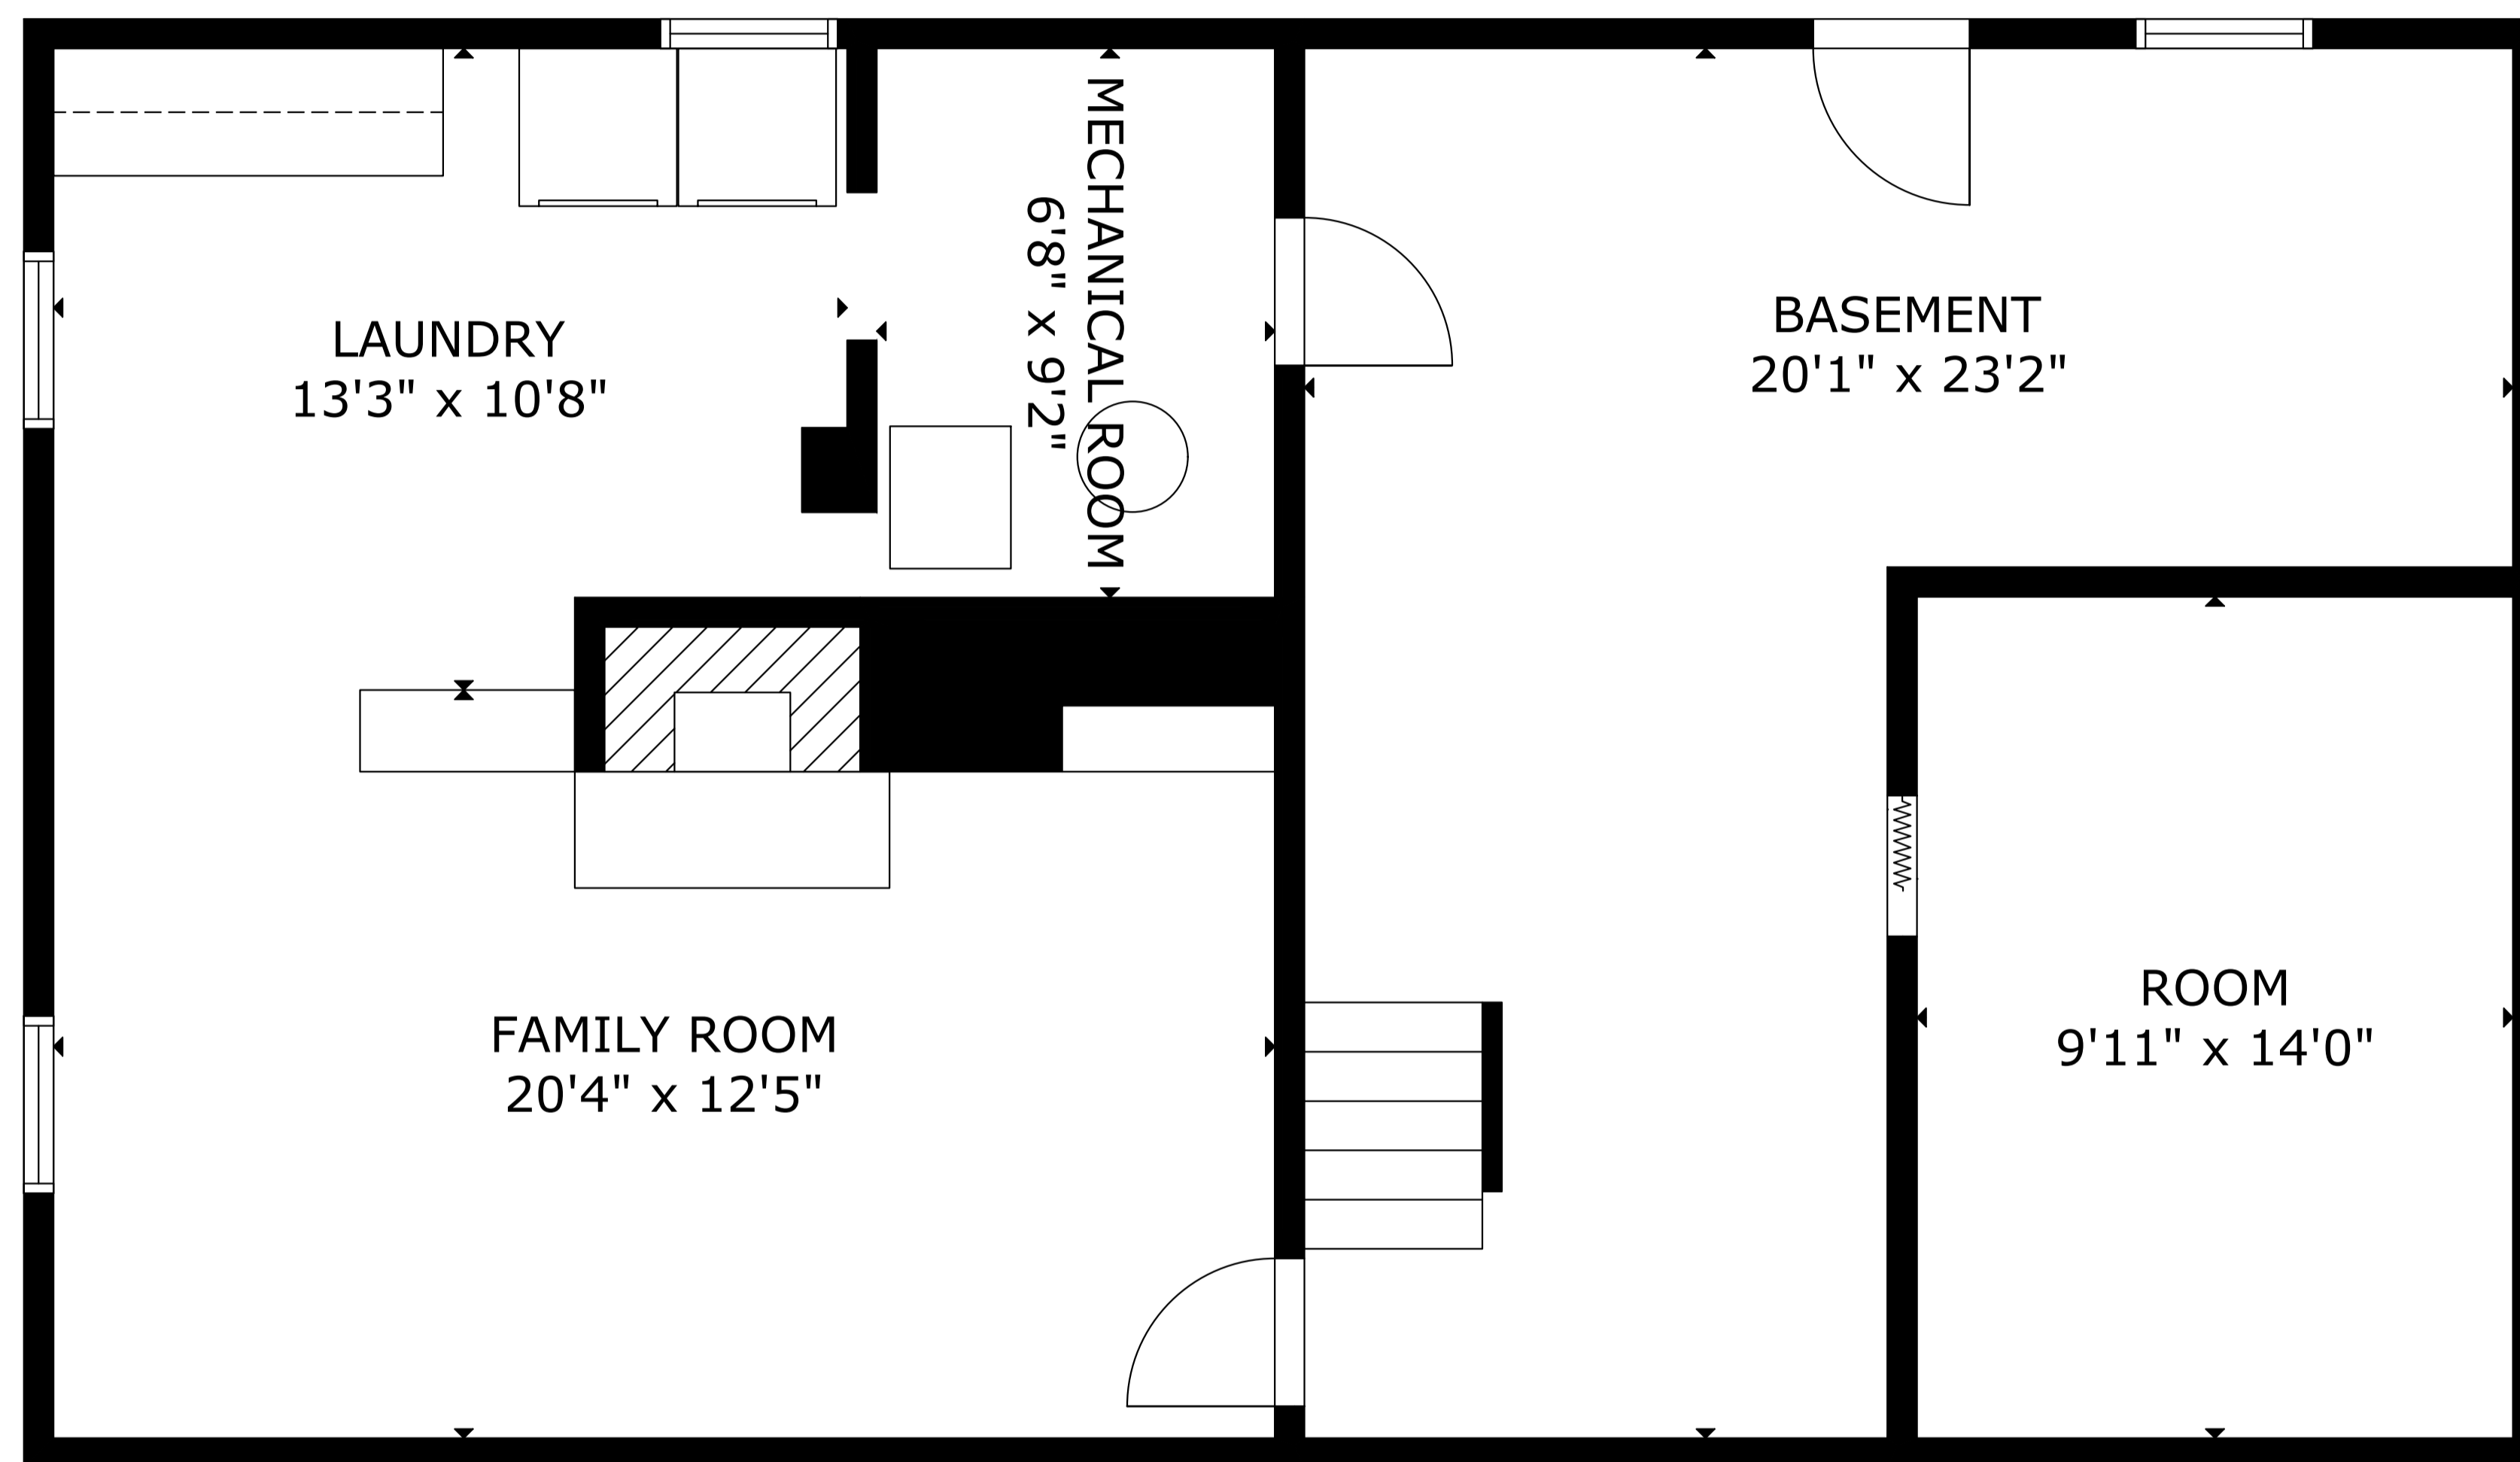 MECHANICAL ROOM
6'8" x 9'2"
LAUNDRY
13'3" x 10'8"
BASEMENT
20'1" x 23'2"
FAMILY ROOM
20'4" x 12'5"
ROOM
9'11" x 14'0"